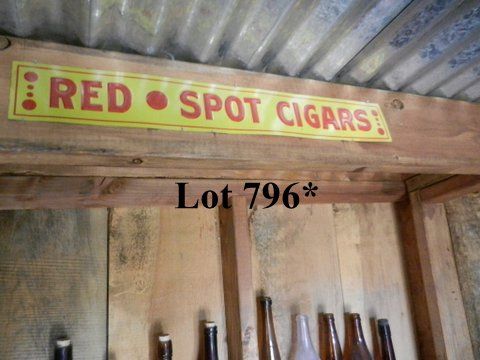 RED • SPOT CIGARS
Lot 796*